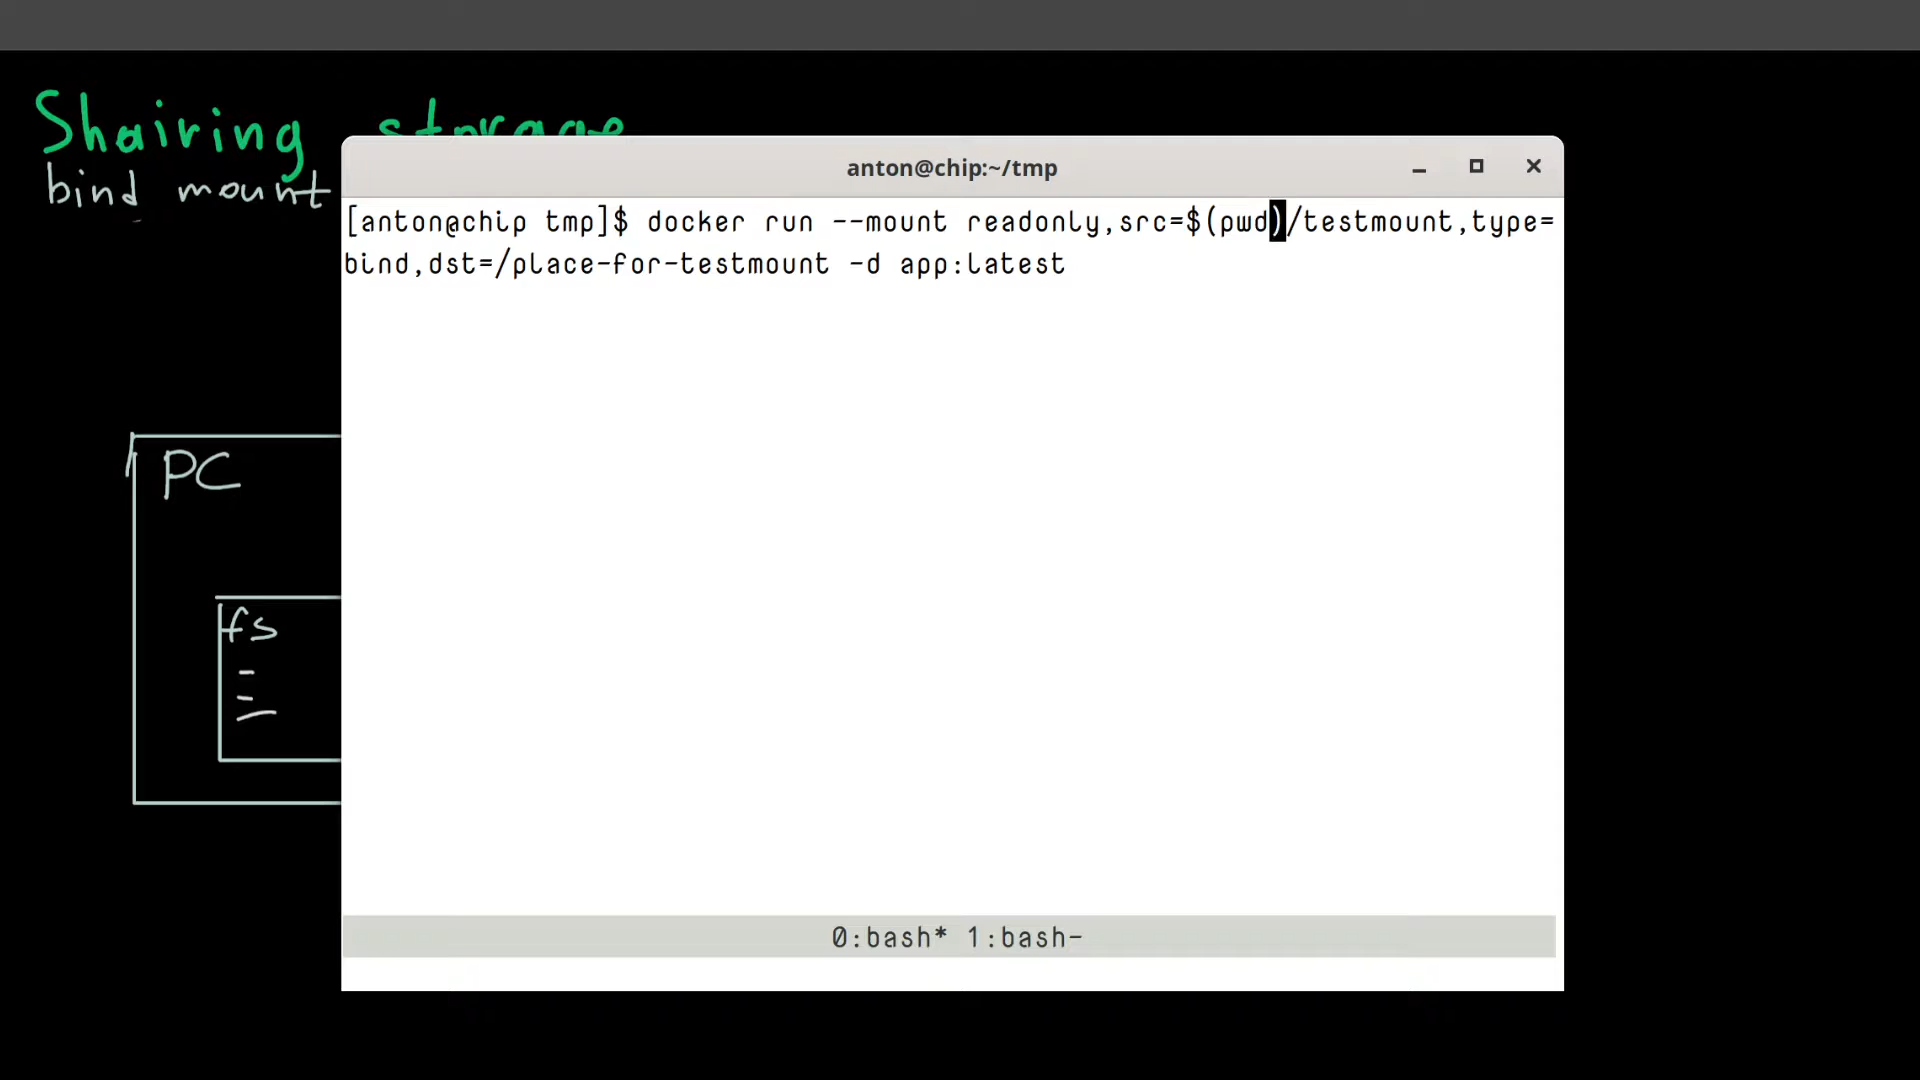 Shairing storage
bind mount
anton@chip:~/tmp
[anton@chip tmp]$ docker run --mount readonly,src=$(pwd)/testmount,type=
bind,dst=/place-for-testmount -d app:latest
PC
fs
0:bash* 1:bash-